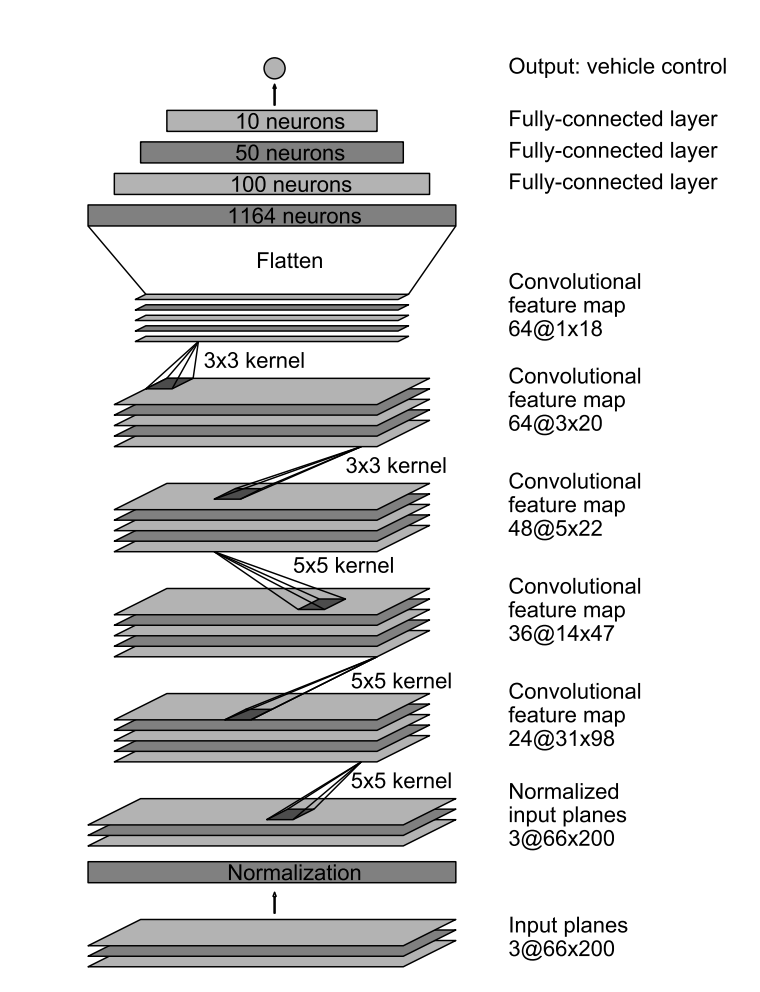 Output: vehicle control
10 neurons
Fully-connected layer
50 neurons
Fully-connected layer
100 neurons
Fully-connected layer
1164 neurons
Flatten
Convolutional
feature map
64@1x18
3x3 kernel
Convolutional
feature map
64@3x20
3x3 kernel
Convolutional
feature map
48@5x22
5x5 kernel
Convolutional
feature map
36@14x47
5x5 kernel
Convolutional
feature map
24@31x98
5x5 kernel
Normalized
input planes
3@66x200
Normalization
Input planes
3@66x200